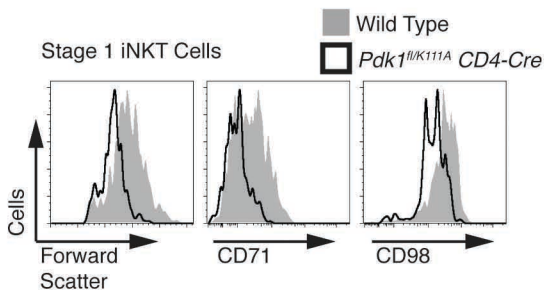 Wild Type
Stage 1 iNKT Cells
Pdk1fl/K111A CD4-Cre
Cells
Forward
Scatter
CD71
CD98